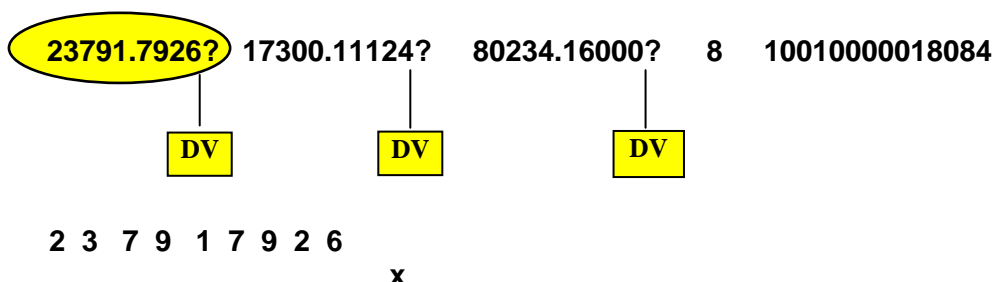 23791.7926? 17300.11124? 80234.16000? 8 10010000018084
DV DV DV
2 3 7 9 1 7 9 2 6
x